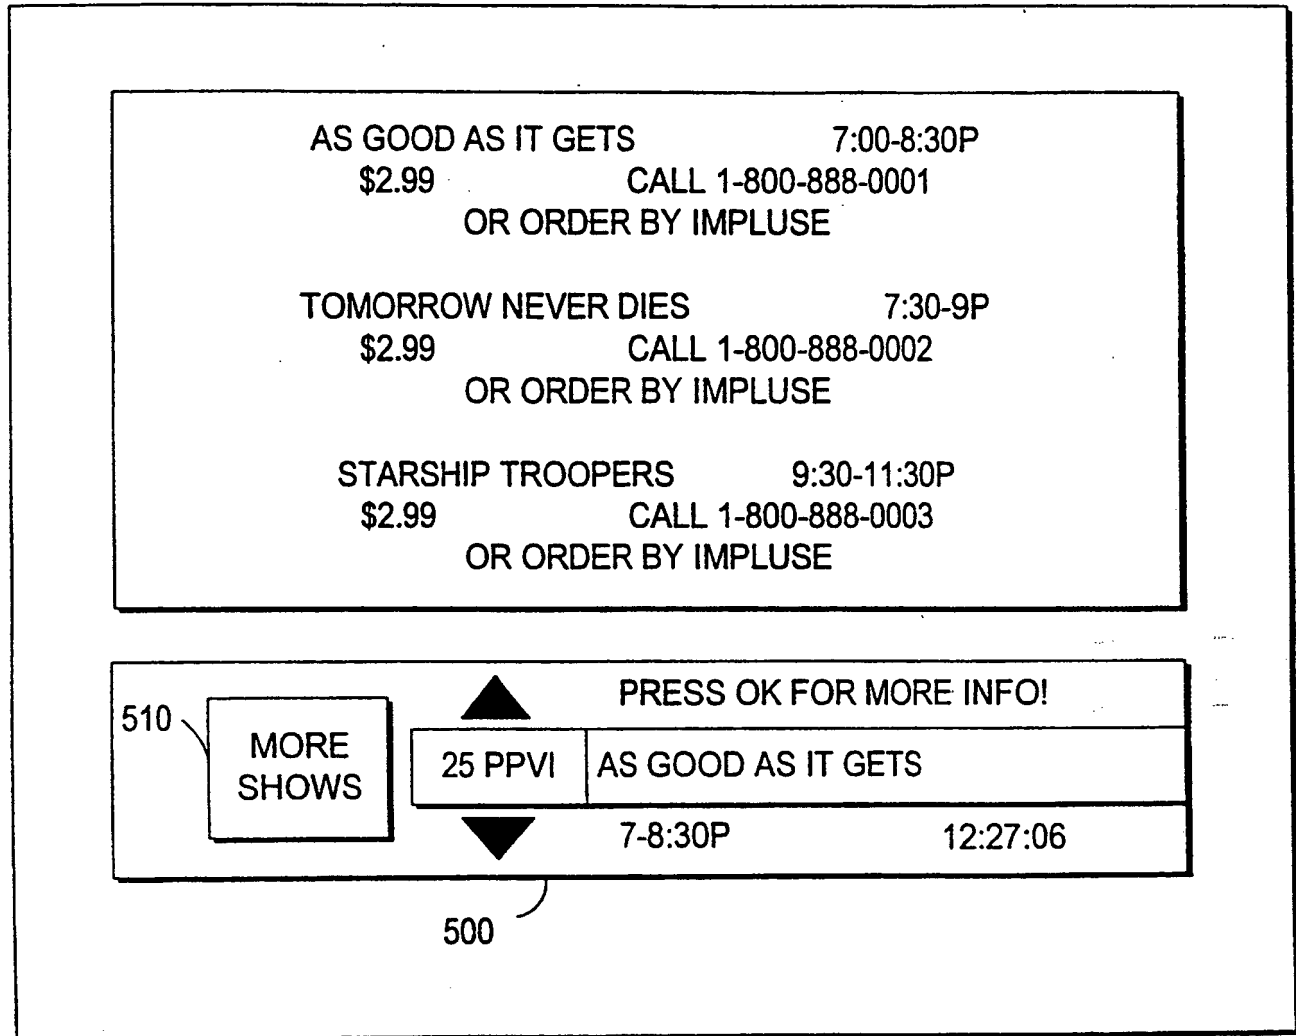 AS GOOD AS IT GETS 7:00-8:30P
$2.99 CALL 1-800-888-0001
OR ORDER BY IMPLUSE
TOMORROW NEVER DIES 7:30-9P
$2.99 CALL 1-800-888-0002
OR ORDER BY IMPLUSE
STARSHIP TROOPERS 9:30-11:30P
$2.99 CALL 1-800-888-0003
OR ORDER BY IMPLUSE
PRESS OK FOR MORE INFO!
510
MORE
SHOWS
25 PPVI AS GOOD AS IT GETS
7-8:30P 12:27:06
500